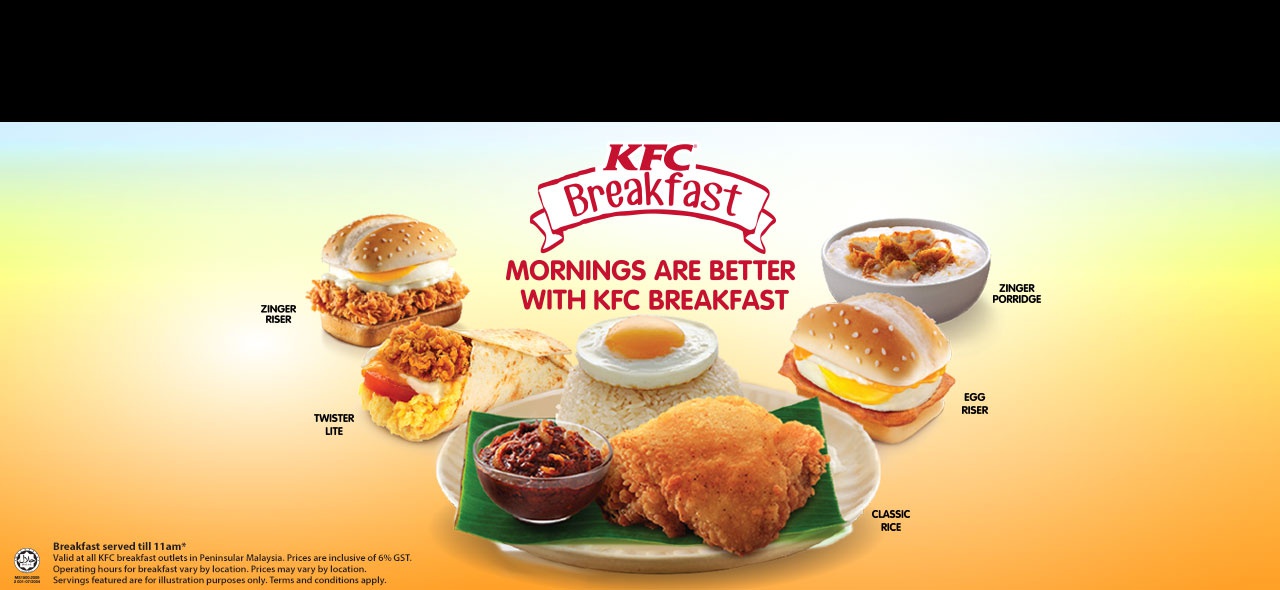 KFC
Breakfast
MORNINGS ARE BETTER
WITH KFC BREAKFAST
ZINGER
RISER
ZINGER
PORRIDGE
TWISTER
LITE
EGG
RISER
CLASSIC
RICE
Breakfast served till 11am*
Valid at all KFC breakfast outlets in Peninsular Malaysia. Prices are inclusive of 6% GST.
Operating hours for breakfast vary by location. Prices may vary by location.
Servings featured are for illustration purposes only. Terms and conditions apply.